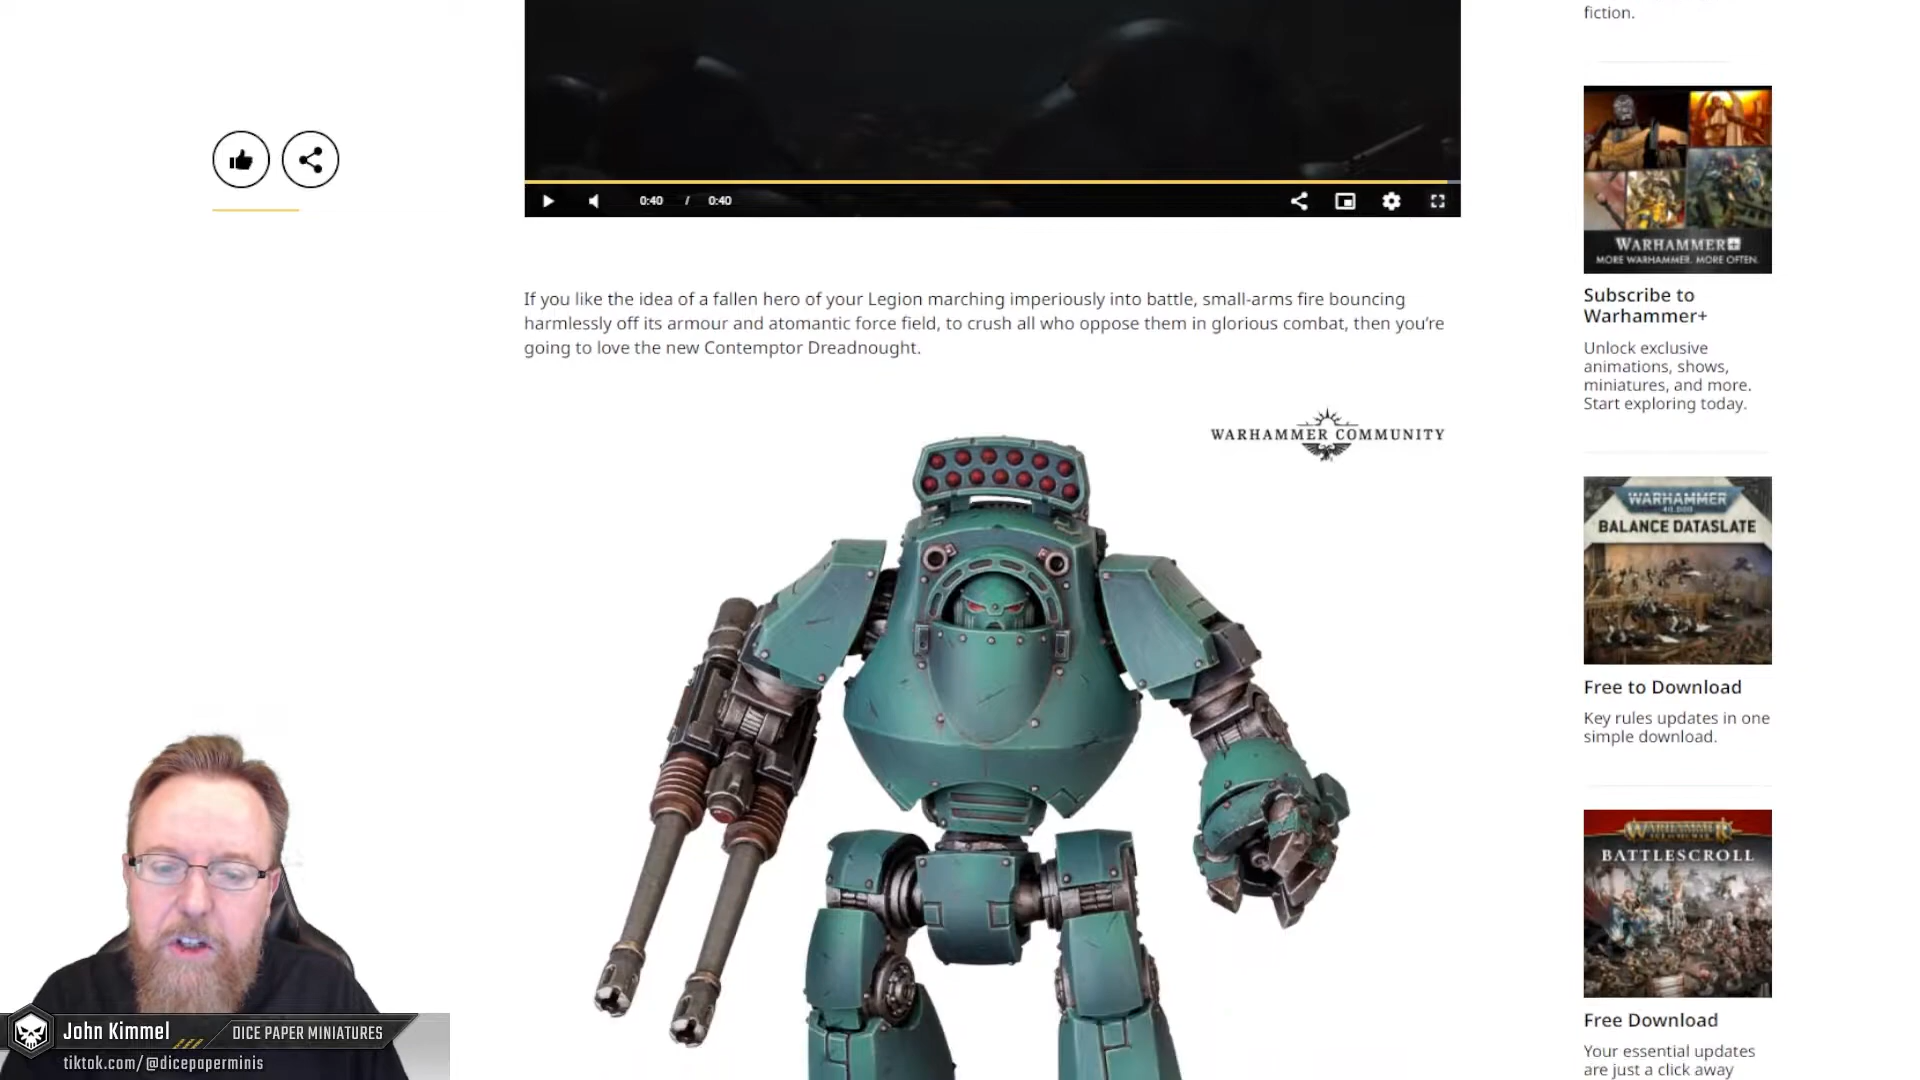 fiction.
0:40 / 0:40
If you like the idea of a fallen hero of your Legion marching imperiously into battle, small-arms fire bouncing
harmlessly off its armour and atomantic force field, to crush all who oppose them in glorious combat, then you're
going to love the new Contemptor Dreadnought.
WARHAMMER COMMUNITY
WARHAMMER+
MORE WARHAMMER. MORE OFTEN.
Subscribe to
Warhammer+
Unlock exclusive
animations, shows,
miniatures, and more.
Start exploring today.
WARHAMMER
40,000
BALANCE DATASLATE
Free to Download
Key rules updates in one
simple download.
WARHAMMER
BATTLESCROLL
Free Download
Your essential updates
are just a click away
John Kimmel
DICE PAPER MINIATURES
tiktok.com/@dicepaperminis